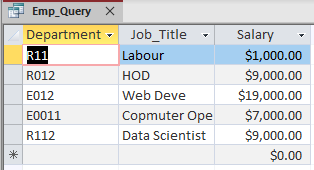 Emp_Query
Department Job_Title Salary
R11 Labour $1,000.00
R012 HOD $9,000.00
E012 Web Deve $19,000.00
E0011 Copmuter Ope $7,000.00
R112 Data Scientist $9,000.00
* $0.00